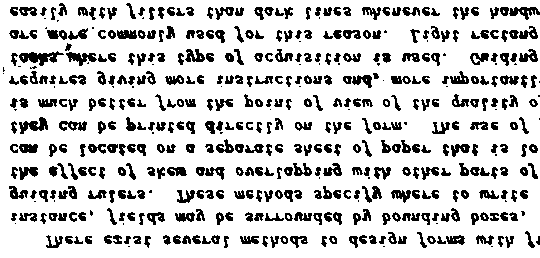 There exist several methods to design forms with fi
instance, fields may be surrounded by bounding boxes,
guiding rulers. These methods specify where to write
the effect of skew and overlapping with other parts of
can be located on a separate sheet of paper that is lo
they can be printed directly on the form. The use of
is much better from the point of view of the quality o
requires giving more instructions and, more importantl
tasks where this type of acquisition is used. Guiding
are more commonly used for this reason. Light rectang
easily with filters than dark lines whenever the handw